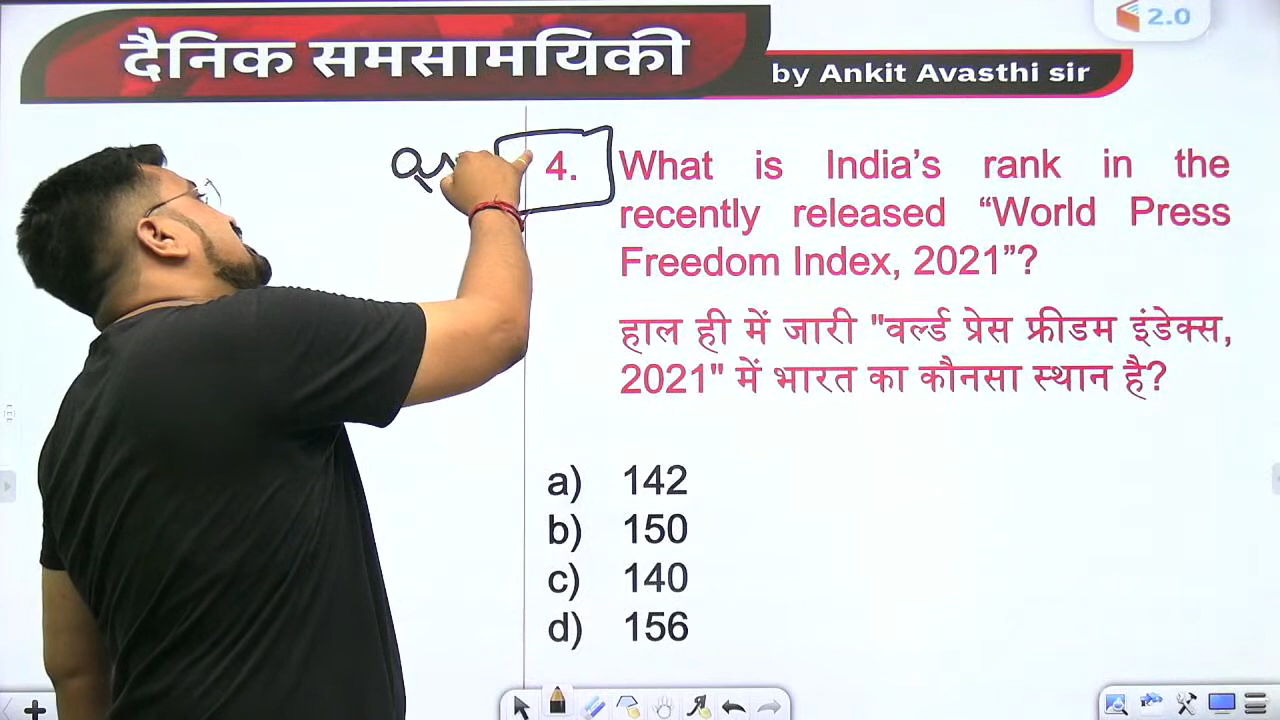 2.0
दैनिक समसामयिकी
by Ankit Avasthi sir
4. What is India’s rank in the
recently released “World Press
Freedom Index, 2021”?
हाल ही में जारी "वर्ल्ड प्रेस फ्रीडम इंडेक्स,
2021" में भारत का कौनसा स्थान है?
a) 142
b) 150
c) 140
d) 156